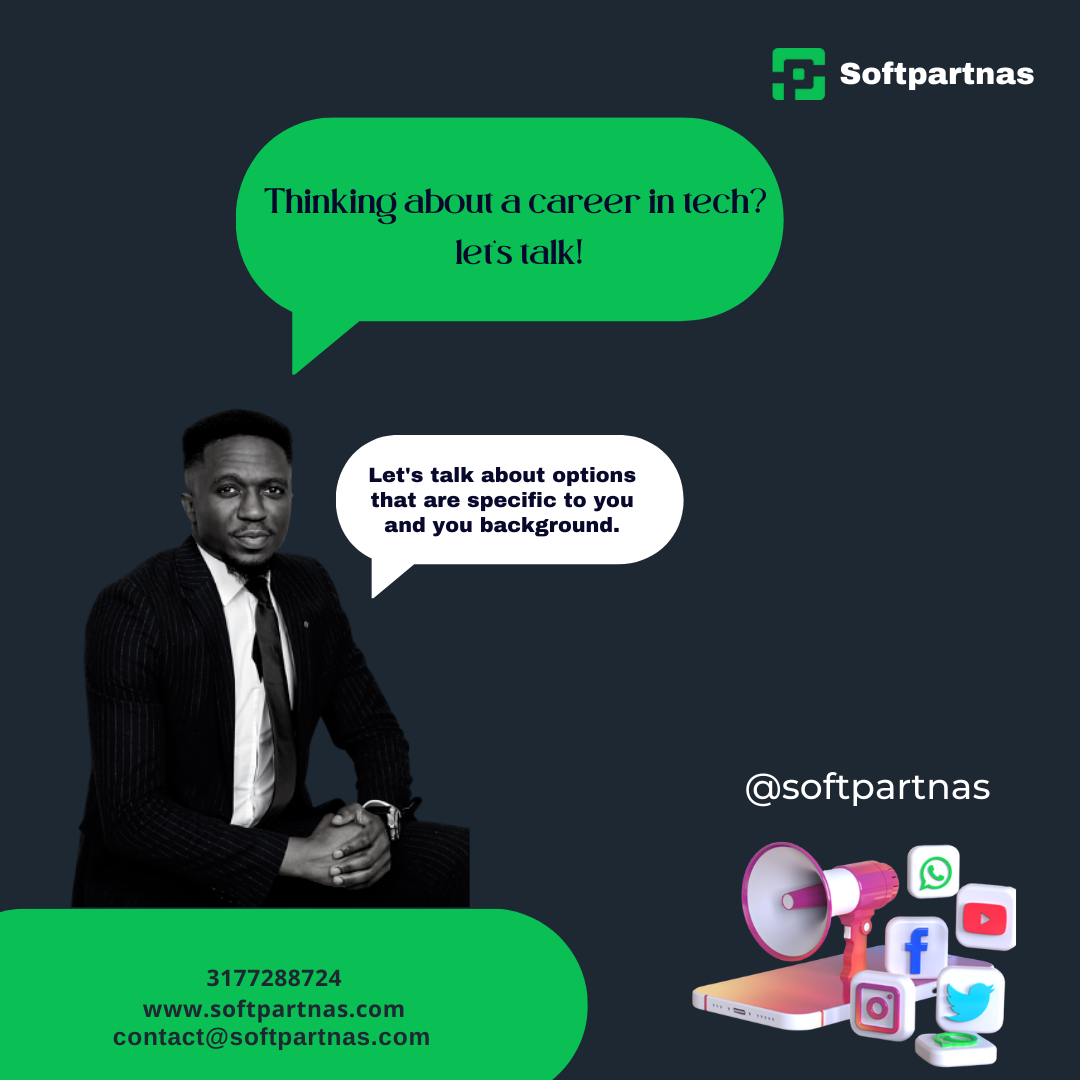 Softpartnas
Thinking about a career in tech?
let's talk!
Let's talk about options
that are specific to you
and you background.
@softpartnas
3177288724
www.softpartnas.com
contact@softpartnas.com